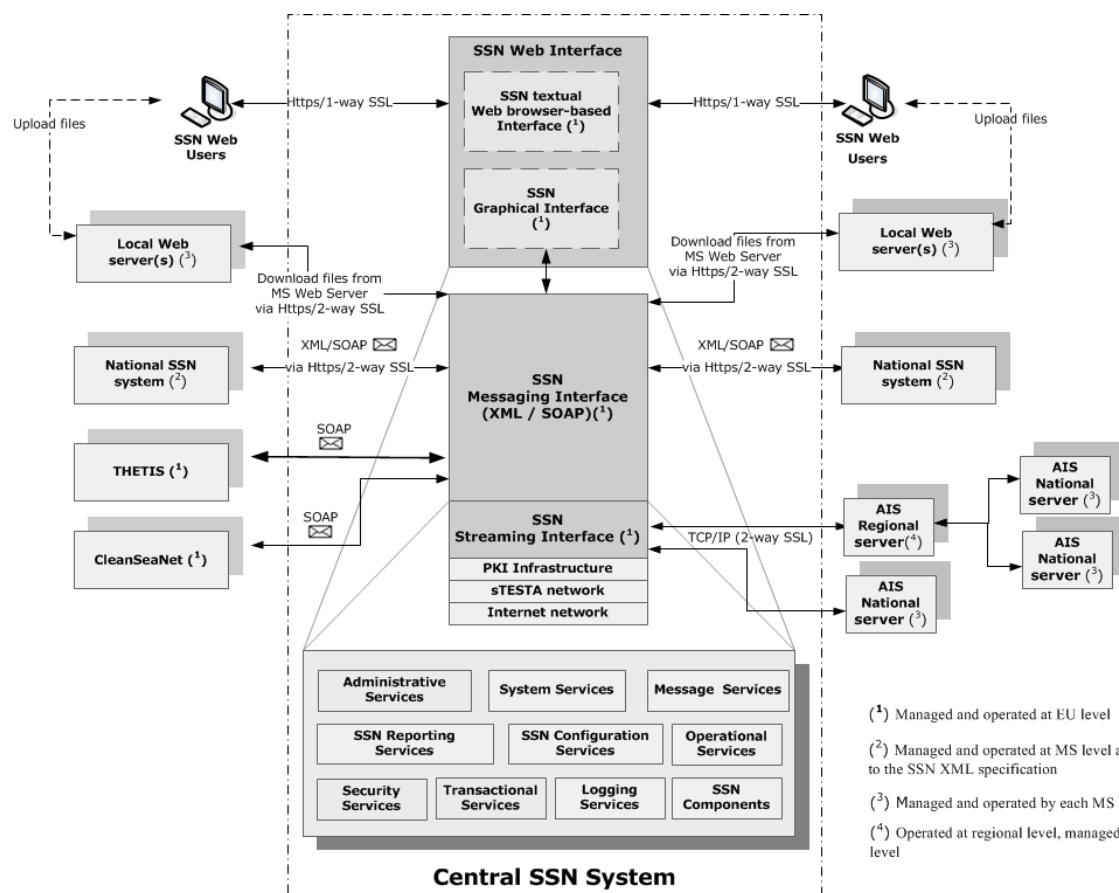 SSN Web Interface
SSN textual
Web browser-based
Interface (¹)
SSN
Graphical Interface
(¹)
Https/1-way SSL
Https/1-way SSL
Upload files
SSN Web
Users
SSN Web
Users
Upload files
Local Web
server(s) (³)
Local Web
server(s) (³)
Download files from
MS Web Server
via Https/2-way SSL
Download files from
MS Web Server
via Https/2-way SSL
National SSN
system (²)
XML/SOAP
via Https/2-way SSL
SSN
Messaging Interface
(XML / SOAP)(¹)
XML/SOAP
via Https/2-way SSL
National SSN
system (²)
THETIS (¹)
SOAP
CleanSeaNet (¹)
SOAP
SSN
Streaming Interface (¹)
PKI Infrastructure
sTESTA network
Internet network
TCP/IP (2-way SSL)
AIS
Regional
server(⁴)
AIS
National
server (³)
AIS
National
server (³)
AIS
National
server (³)
Administrative
Services
System Services
Message Services
SSN Reporting
Services
SSN Configuration
Services
Operational
Services
Security
Services
Transactional
Services
Logging
Services
SSN
Components
Central SSN System
(¹) Managed and operated at EU level
(²) Managed and operated at MS level a
to the SSN XML specification
(³) Managed and operated by each MS
(⁴) Operated at regional level, managed
level